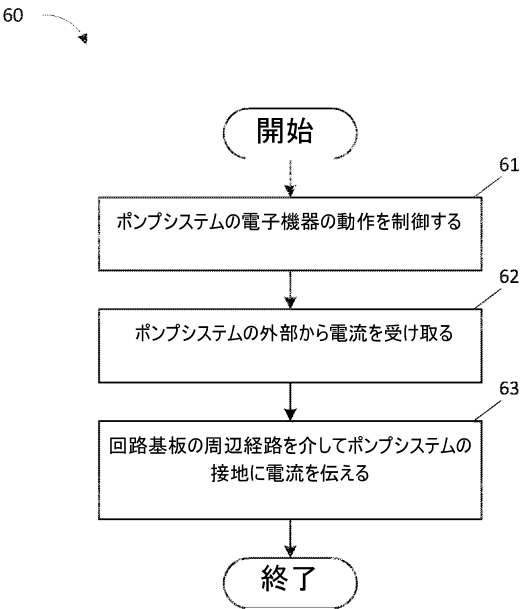 60
開始
61
ポンプシステムの電子機器の動作を制御する
62
ポンプシステムの外部から電流を受け取る
63
回路基板の周辺経路を介してポンプシステムの
接地に電流を伝える
終了